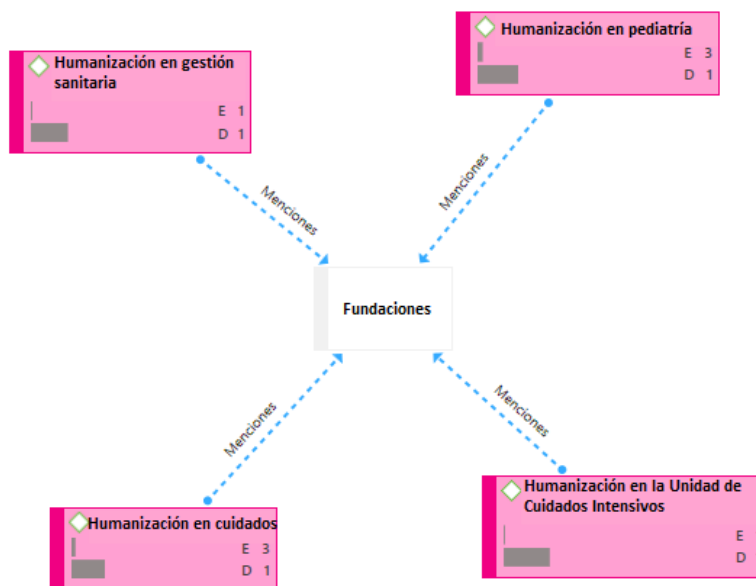 Humanización en gestión
sanitaria
E 1
D 1
Humanización en pediatría
E 3
D 1
Menciones
Menciones
Fundaciones
Menciones
Menciones
Humanización en cuidados
E 3
D 1
Humanización en la Unidad de
Cuidados Intensivos
E
D